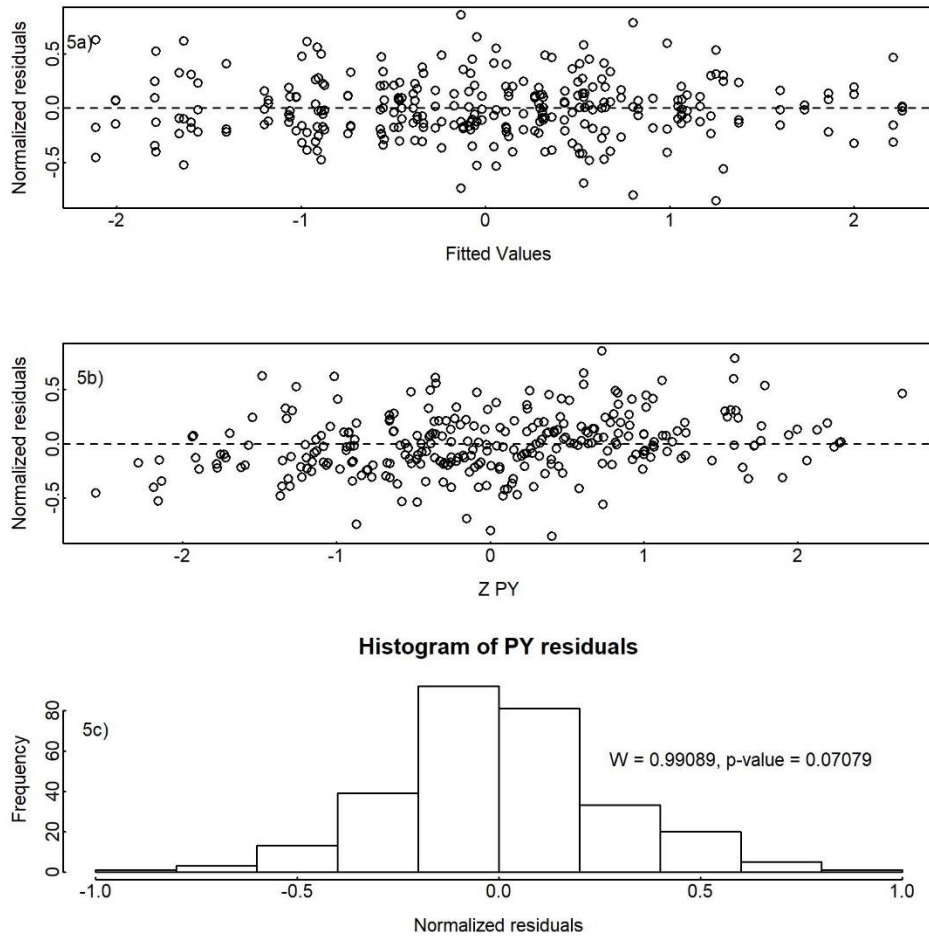 5a)
Normalized residuals
0.5
0.0
-0.5
-2 -1 0 1 2
Fitted Values
5b)
Normalized residuals
0.5
0.0
-0.5
-2 -1 0 1 2
Z PY
Histogram of PY residuals
5c)
Frequency
80
60
40
20
0
W = 0.99089, p-value = 0.07079
-1.0 -0.5 0.0 0.5 1.0
Normalized residuals